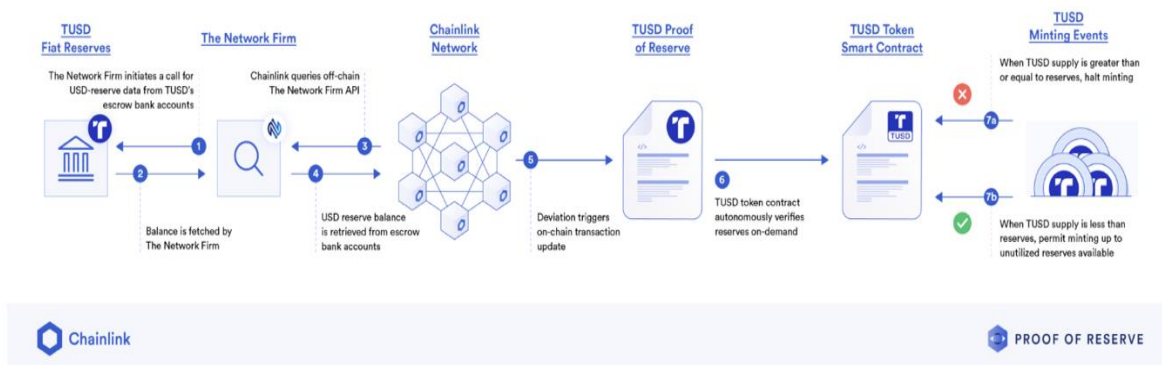 TUSD
Fiat Reserves
The Network Firm
Chainlink
Network
TUSD Proof
of Reserve
TUSD Token
Smart Contract
TUSD
Minting Events
The Network Firm initiates a call for
USD-reserve data from TUSD's
escrow bank accounts
Chainlink queries off-chain
The Network Firm API
When TUSD supply is greater than
or equal to reserves, halt minting
1
3
7a
TUSD
2
4
5
6
7b
Balance is fetched by
The Network Firm
USD reserve balance
is retrieved from escrow
bank accounts
Deviation triggers
on-chain transaction
update
TUSD token contract
autonomously verifies
reserves on-demand
When TUSD supply is less than
reserves, permit minting up to
unutilized reserves available
Chainlink
PROOF OF RESERVE